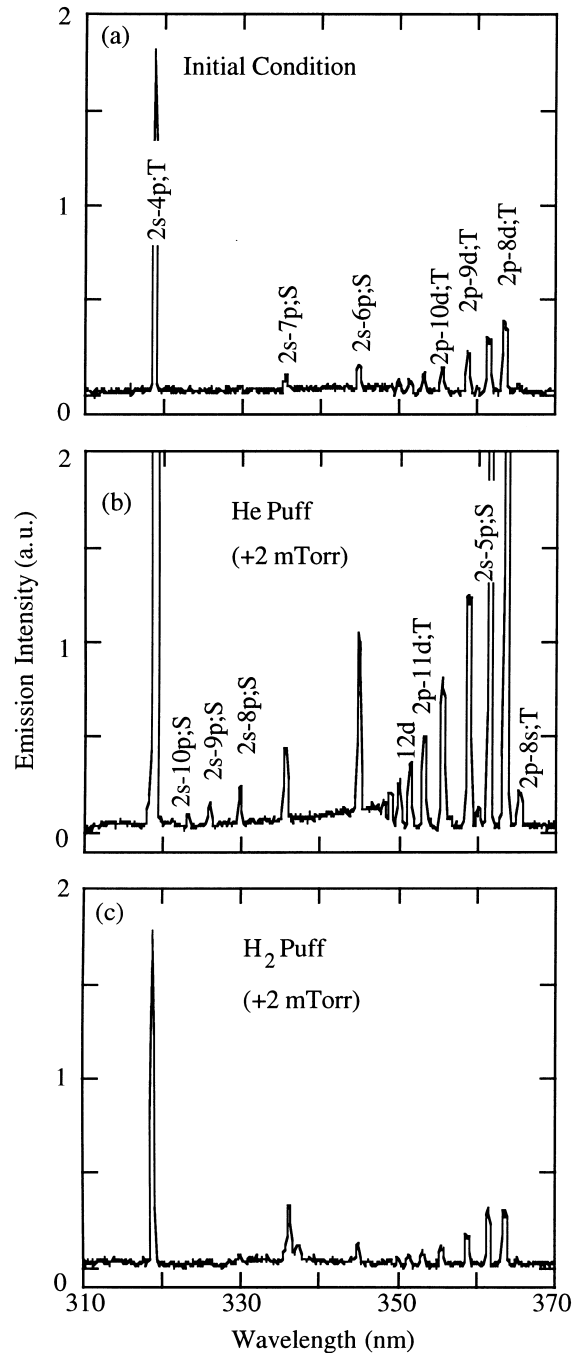 2
(a)
Initial Condition
2s-4p;T
1
2s-7p;S
2s-6p;S
2p-10d;T
2p-9d;T
2p-8d;T
0
2
(b)
He Puff
(+2 mTorr)
2s-5p;S
Emission Intensity (a.u.)
1
2s-10p;S
2s-9p;S
2s-8p;S
12d
2p-11d;T
2p-8s;T
0
2
(c)
H2 Puff
(+2 mTorr)
1
0
310
330
350
370
Wavelength (nm)